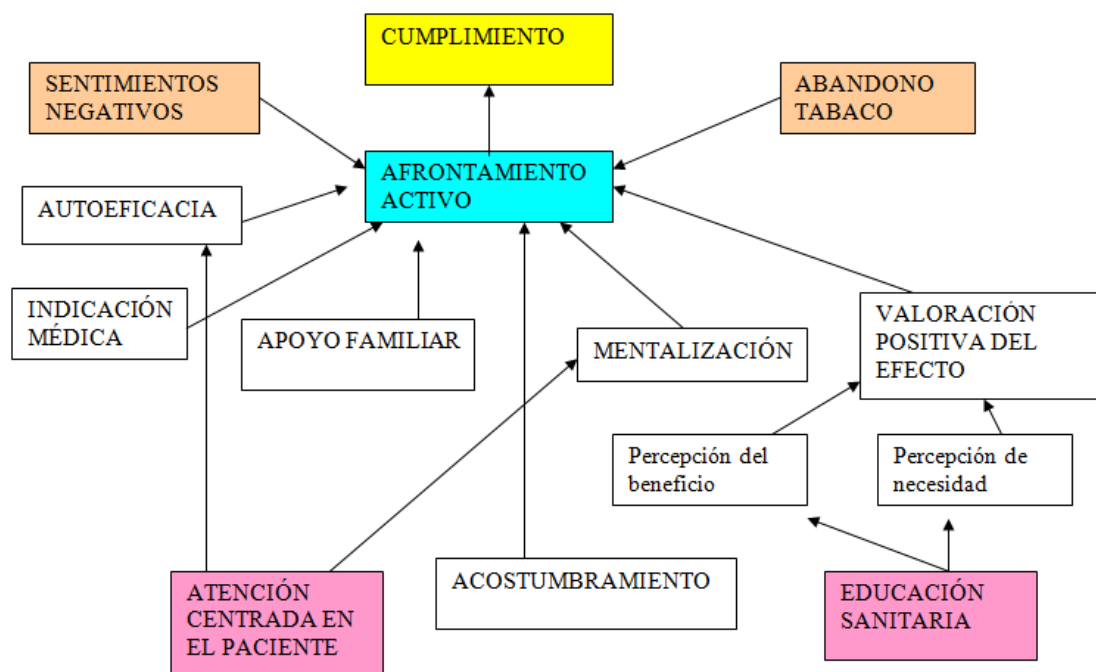 CUMPLIMIENTO
SENTIMIENTOS
NEGATIVOS
ABANDONO
TABACO
AFRONTAMIENTO
ACTIVO
AUTOEFICACIA
INDICACIÓN
MÉDICA
APOYO FAMILIAR
MENTALIZACIÓN
VALORACIÓN
POSITIVA DEL
EFECTO
Percepción del
beneficio
Percepción de
necesidad
ATENCIÓN
CENTRADA EN
EL PACIENTE
ACOSTUMBRAMIENTO
EDUCACIÓN
SANITARIA